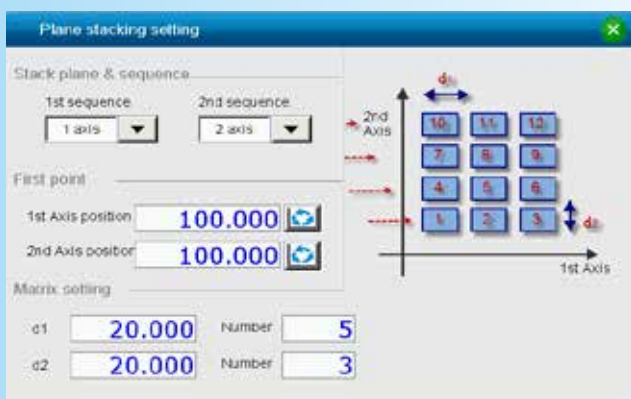 Plane stacking setting
Stack plane & sequence
1st sequence 2nd sequence
1 axis 2 axis
First point
1st Axis position 100.000
2nd Axis position 100.000
Matrix setting
d1 20.000 Number 5
d2 20.000 Number 3
d1
2nd Axis
10 11 12
7 8 9
4 5 6
1 2 3
d2
1st Axis